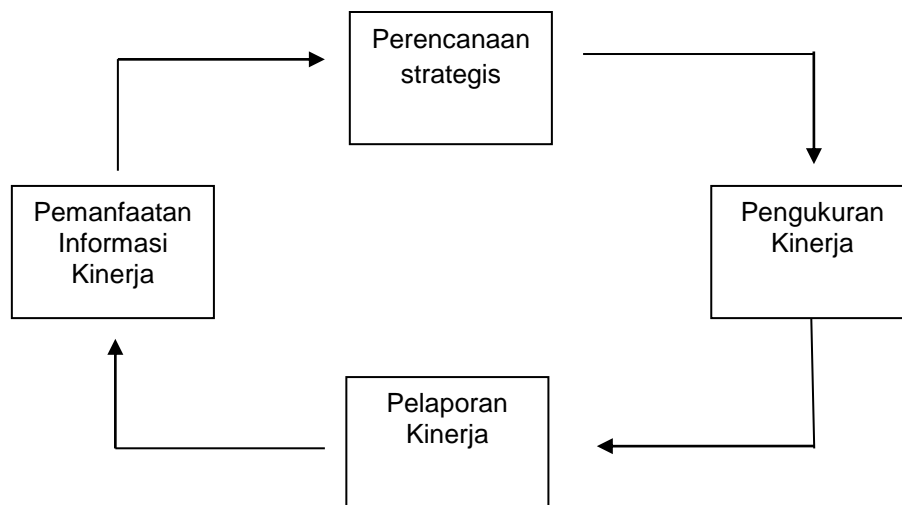 Perencanaan
strategis
Pemanfaatan
Informasi
Kinerja
Pengukuran
Kinerja
Pelaporan
Kinerja